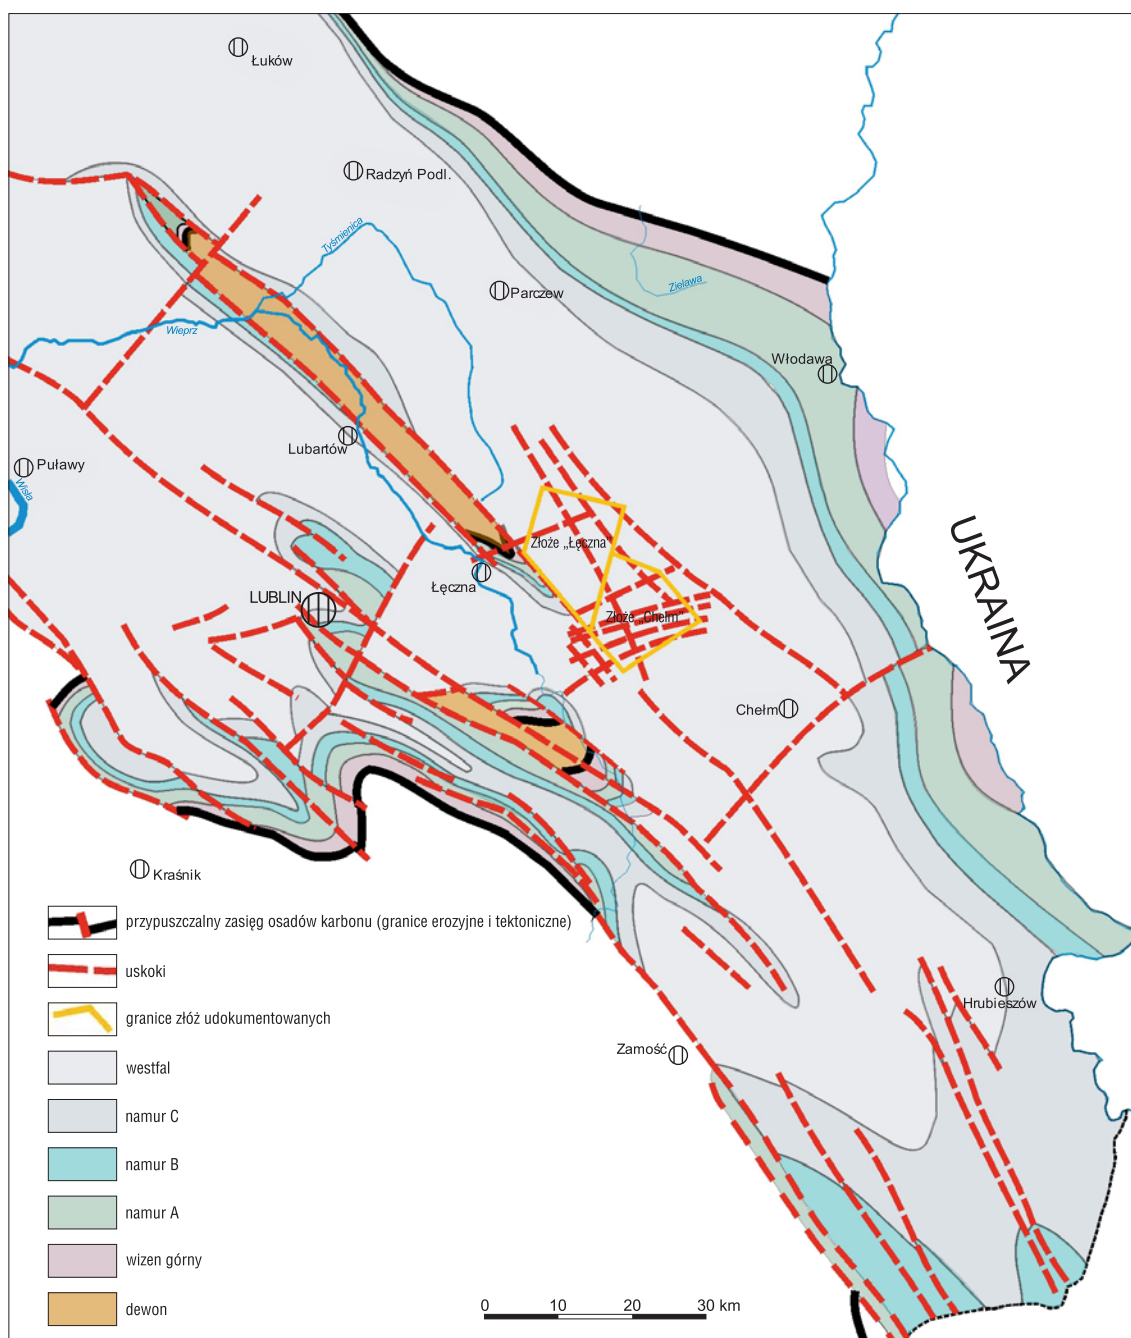 Łuków
Radzyń Podl.
Tyśmienica
Parczew
Zielawa
Wieprz
Włodawa
Lubartów
Puławy
Wisła
UKRAINA
Złoże „Łęczna”
Łęczna
LUBLIN
Złoże „Chełm”
Chełm
Kraśnik
przypuszczalny zasięg osadów karbonu (granice erozyjne i tektoniczne)
uskoki
Hrubieszów
granice złóż udokumentowanych
Zamość
westfal
namur C
namur B
namur A
wizen górny
dewon
0 10 20 30 km